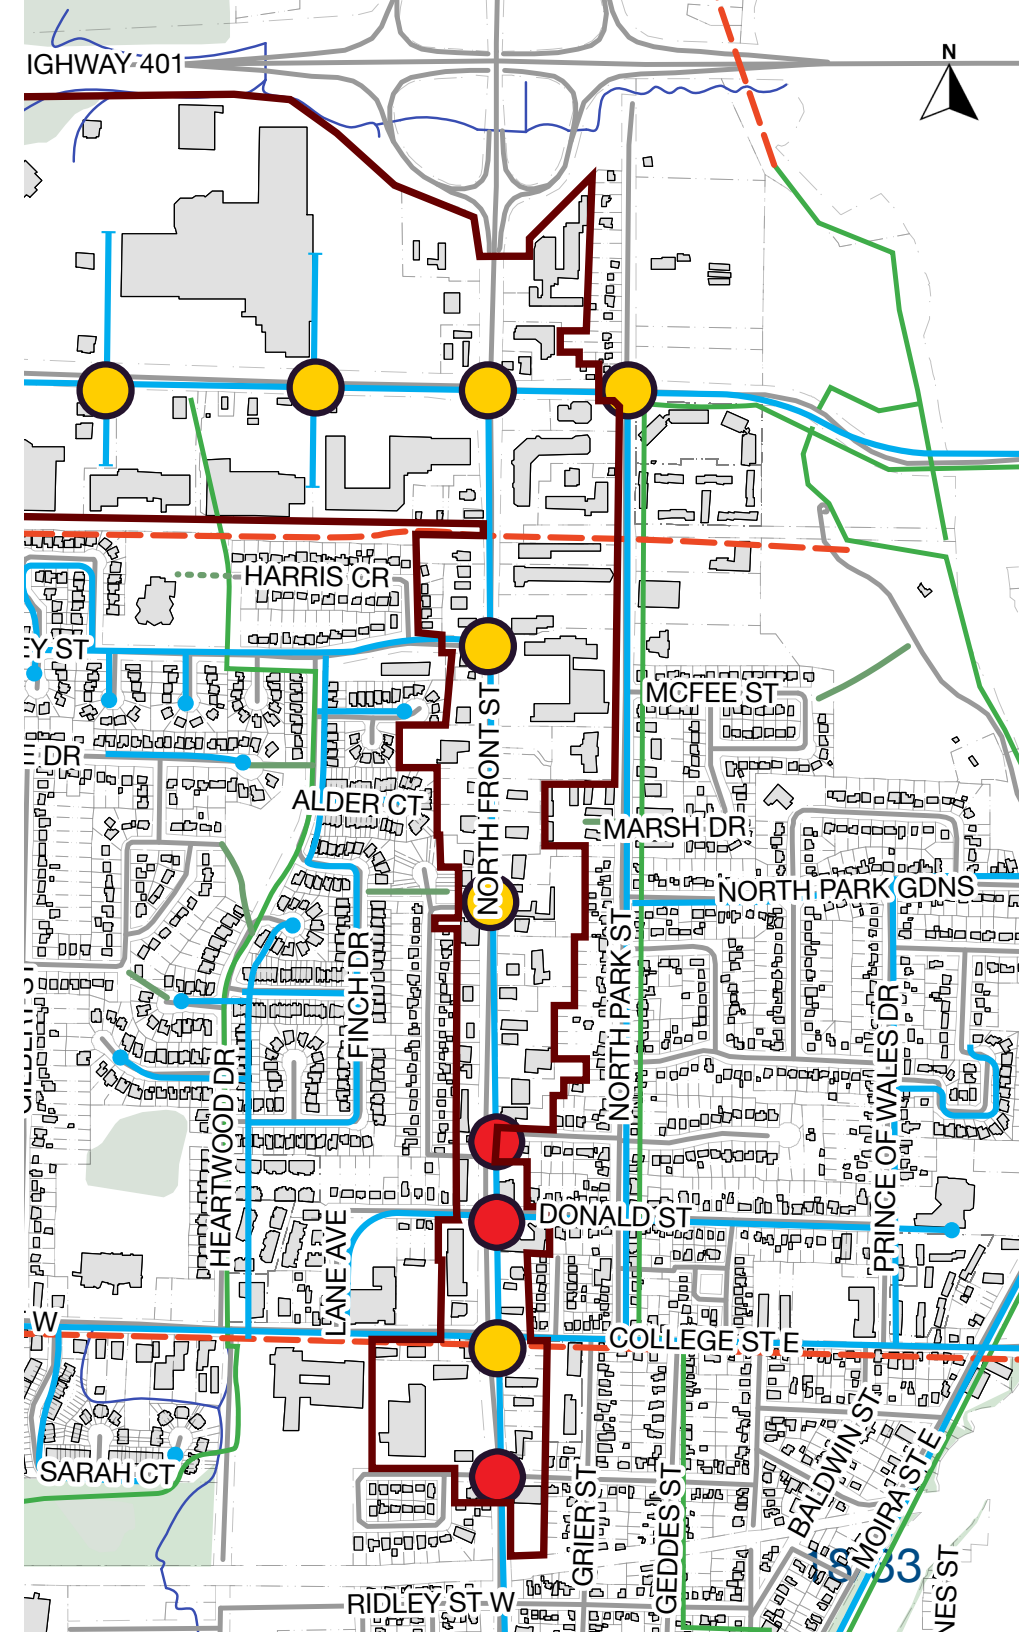 N
IGHWAY 401
HARRIS CR
EY ST
MCFEE ST
NORTH FRONT ST
E DR
ALDER CT
MARSH DR
NORTH PARK GDNS
NORTH PARK ST
FINCH DR
PRINCE OF WALES DR
HEARTWOOD DR
DONALD ST
LANE AVE
W
COLLEGE ST E
SARAH CT
BALDWIN ST
MOIRA ST E
GRIER ST
GEDDES ST
NES ST
RIDLEY ST W